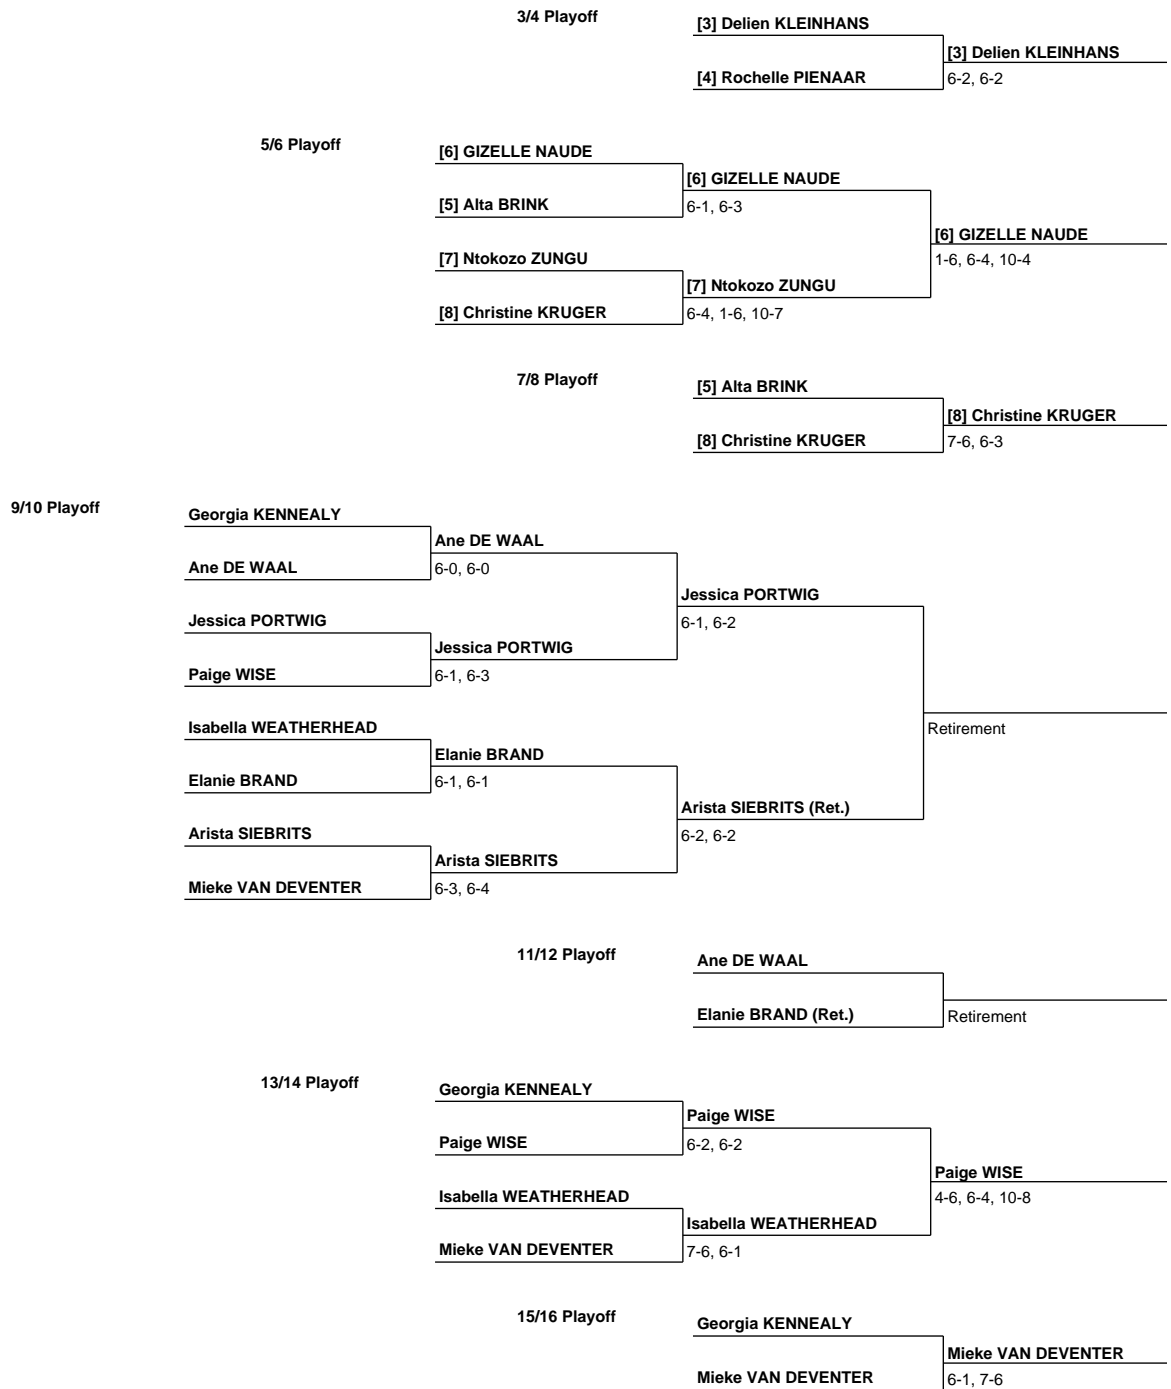 3/4 Playoff
[3] Delien KLEINHANS
[3] Delien KLEINHANS
[4] Rochelle PIENAAR
6-2, 6-2
5/6 Playoff
[6] GIZELLE NAUDE
[6] GIZELLE NAUDE
[5] Alta BRINK
6-1, 6-3
[6] GIZELLE NAUDE
[7] Ntokozo ZUNGU
1-6, 6-4, 10-4
[7] Ntokozo ZUNGU
[8] Christine KRUGER
6-4, 1-6, 10-7
7/8 Playoff
[5] Alta BRINK
[8] Christine KRUGER
[8] Christine KRUGER
7-6, 6-3
9/10 Playoff
Georgia KENNEALY
Ane DE WAAL
Ane DE WAAL
6-0, 6-0
Jessica PORTWIG
Jessica PORTWIG
6-1, 6-2
Jessica PORTWIG
Paige WISE
6-1, 6-3
Isabella WEATHERHEAD
Retirement
Elanie BRAND
Elanie BRAND
6-1, 6-1
Arista SIEBRITS (Ret.)
Arista SIEBRITS
6-2, 6-2
Arista SIEBRITS
Mieke VAN DEVENTER
6-3, 6-4
11/12 Playoff
Ane DE WAAL
Elanie BRAND (Ret.)
Retirement
13/14 Playoff
Georgia KENNEALY
Paige WISE
Paige WISE
6-2, 6-2
Paige WISE
Isabella WEATHERHEAD
4-6, 6-4, 10-8
Isabella WEATHERHEAD
Mieke VAN DEVENTER
7-6, 6-1
15/16 Playoff
Georgia KENNEALY
Mieke VAN DEVENTER
Mieke VAN DEVENTER
6-1, 7-6